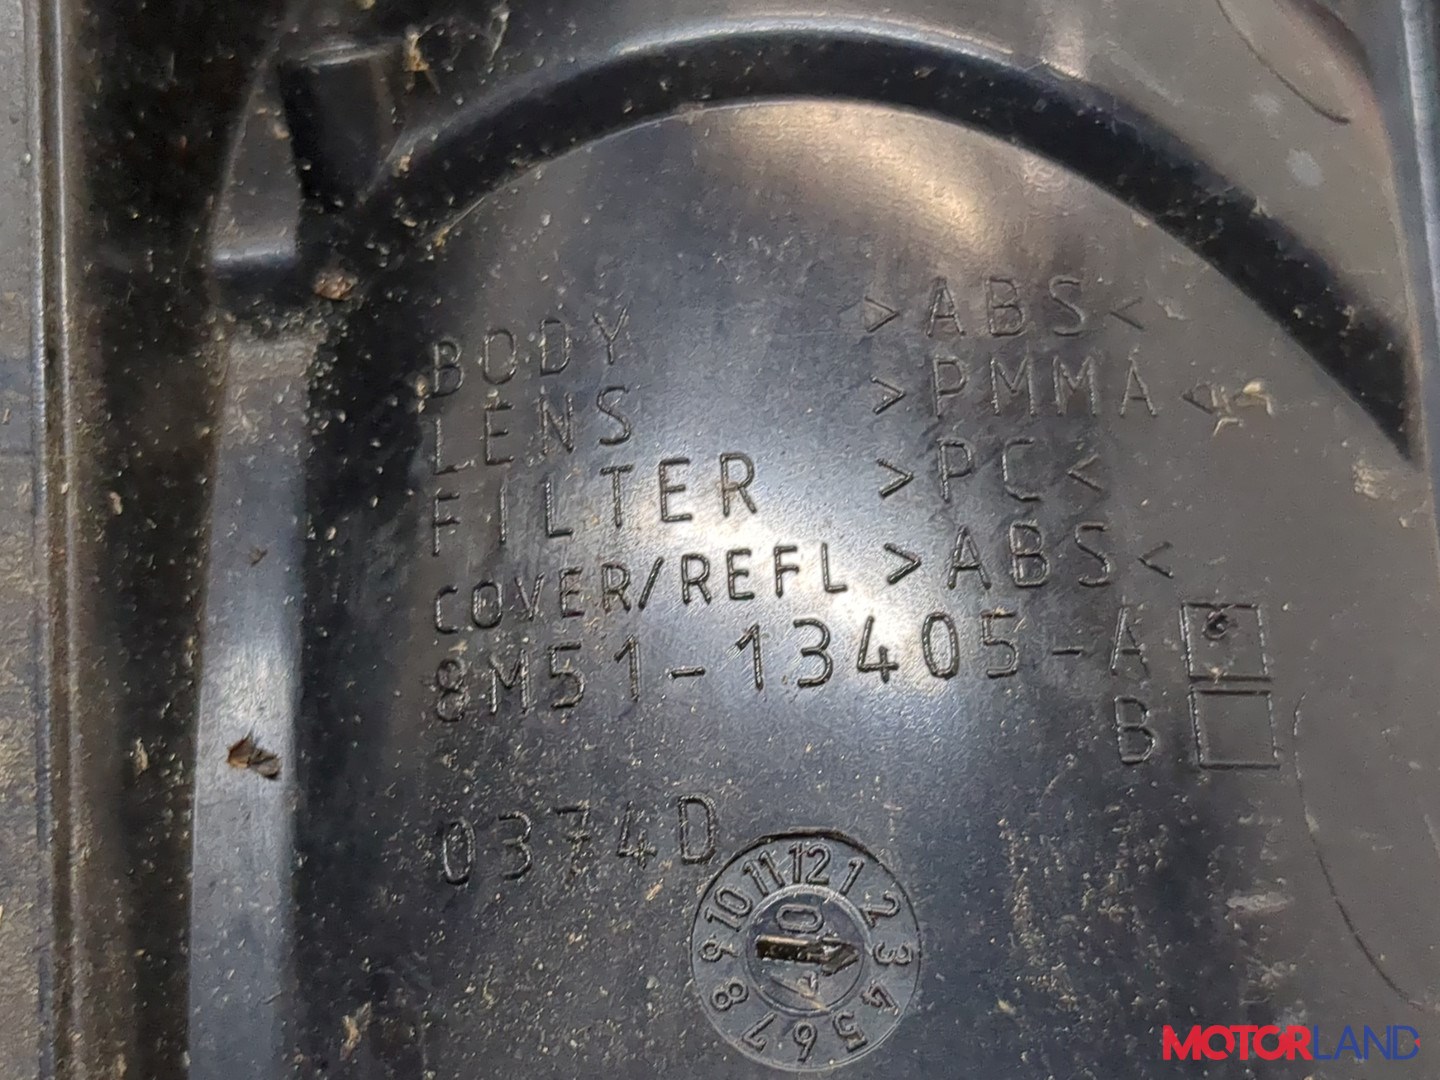 BODY >ABS<
LENS >PMMA<
FILTER >PC<
COVER/REFL >ABS<
8M51-13405-A
B
0374D
1 2 3 4 5 6 7 8 9 10 11 12
MOTORLAND